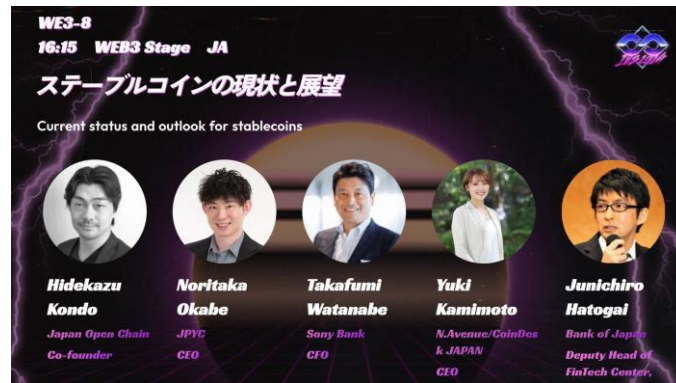 WE3-8
16:15 WEB3 Stage JA
ステーブルコインの現状と展望
Current status and outlook for stablecoins
Hidekazu
Kondo
Japan Open Chain
Co-founder
Noritaka
Okabe
JPYC
CEO
Takafumi
Watanabe
Sony Bank
CFO
Yuki
Kamimoto
N.Avenue/CoinDes
k JAPAN
CEO
Junichiro
Hatogai
Bank of Japan
Deputy Head of
FinTech Center,